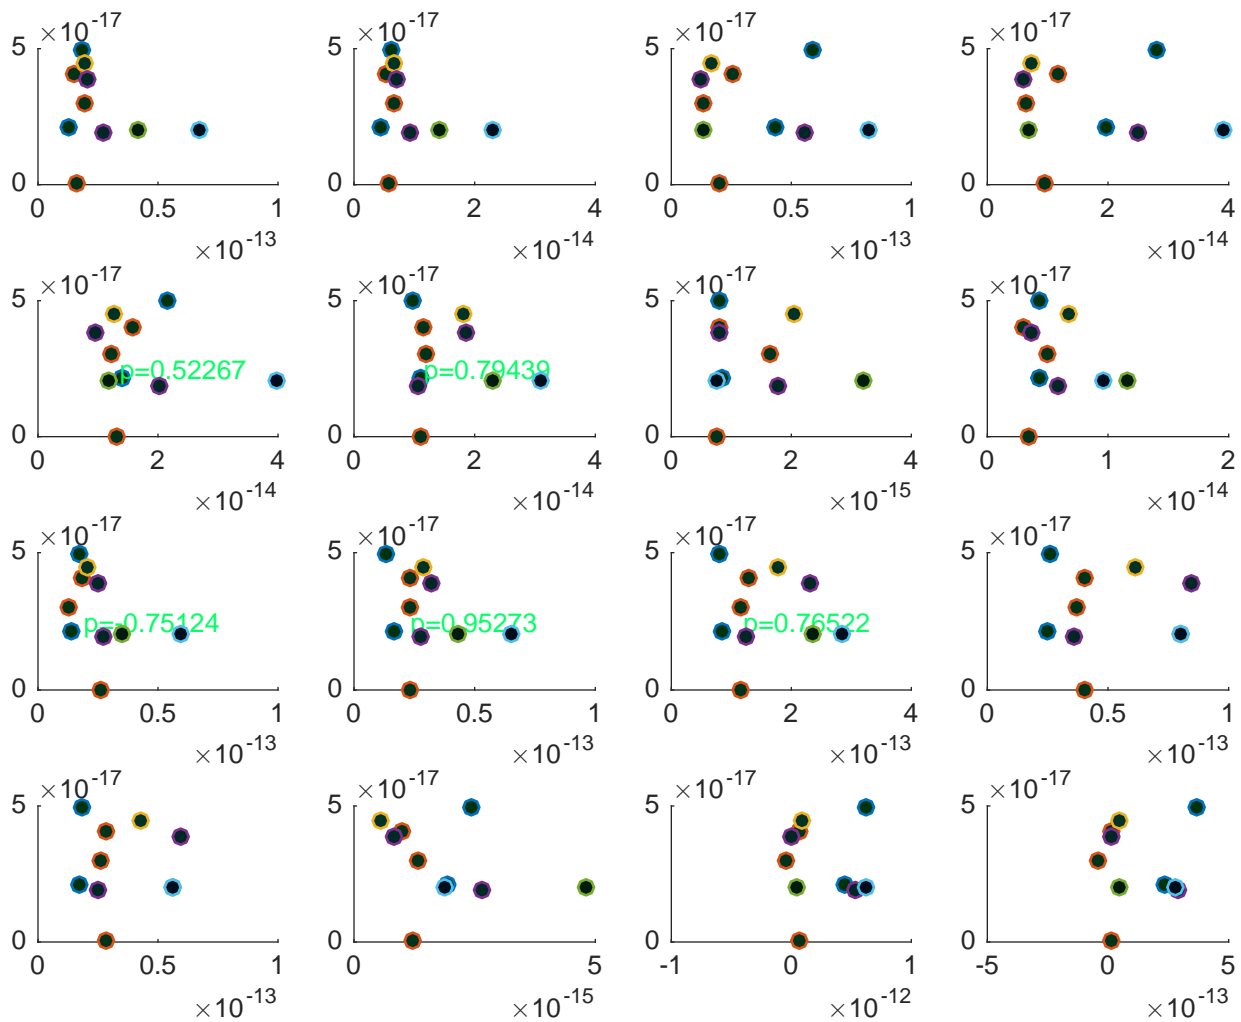 ×10-17 ×10-17 ×10-17 ×10-17
5 5 5 5
0 0 0 0
0 0.5 1 0 2 4 0 0.5 1 0 2 4
×10-13 ×10-14 ×10-13 ×10-14
×10-17 ×10-17 ×10-17 ×10-17
5 5 5 5
p=0.52267 p=0.79439
0 0 0 0
0 2 4 0 2 4 0 2 4 0 1 2
×10-14 ×10-14 ×10-15 ×10-14
×10-17 ×10-17 ×10-17 ×10-17
5 5 5 5
p=-0.75124 p=0.95273 p=0.76522
0 0 0 0
0 0.5 1 0 0.5 1 0 2 4 0 0.5 1
×10-13 ×10-13 ×10-13 ×10-13
×10-17 ×10-17 ×10-17 ×10-17
5 5 5 5
0 0 0 0
0 0.5 1 0 5 -1 0 1 -5 0 5
×10-13 ×10-15 ×10-12 ×10-13